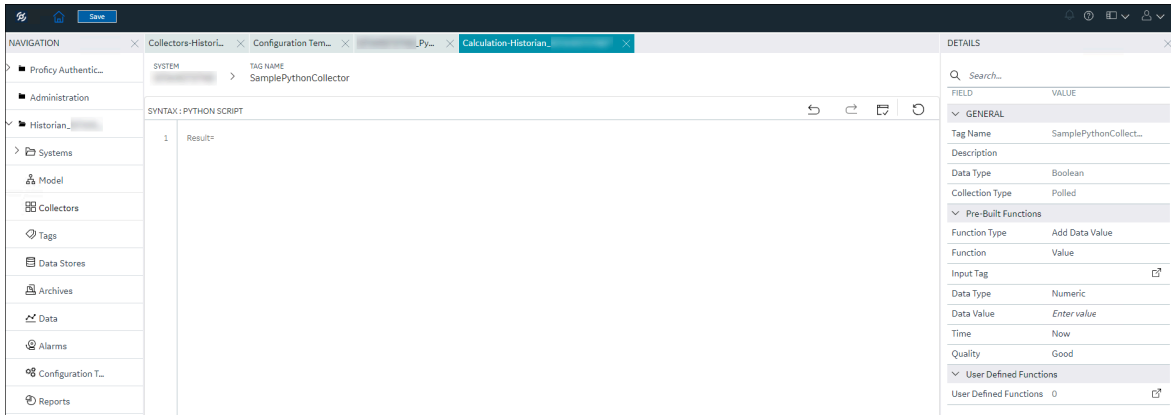 Save
NAVIGATION
Collectors-Histori...
Configuration Tem...
_Py...
Calculation-Historian_
DETAILS
Proficy Authentic...
Administration
Historian_
Systems
Model
Collectors
Tags
Data Stores
Archives
Data
Alarms
Configuration T...
Reports
SYSTEM
TAG NAME
SamplePythonCollector
SYNTAX : PYTHON SCRIPT
1 Result=
Search...
FIELD VALUE
GENERAL
Tag Name SamplePythonCollect...
Description
Data Type Boolean
Collection Type Polled
Pre-Built Functions
Function Type Add Data Value
Function Value
Input Tag
Data Type Numeric
Data Value Enter value
Time Now
Quality Good
User Defined Functions
User Defined Functions 0